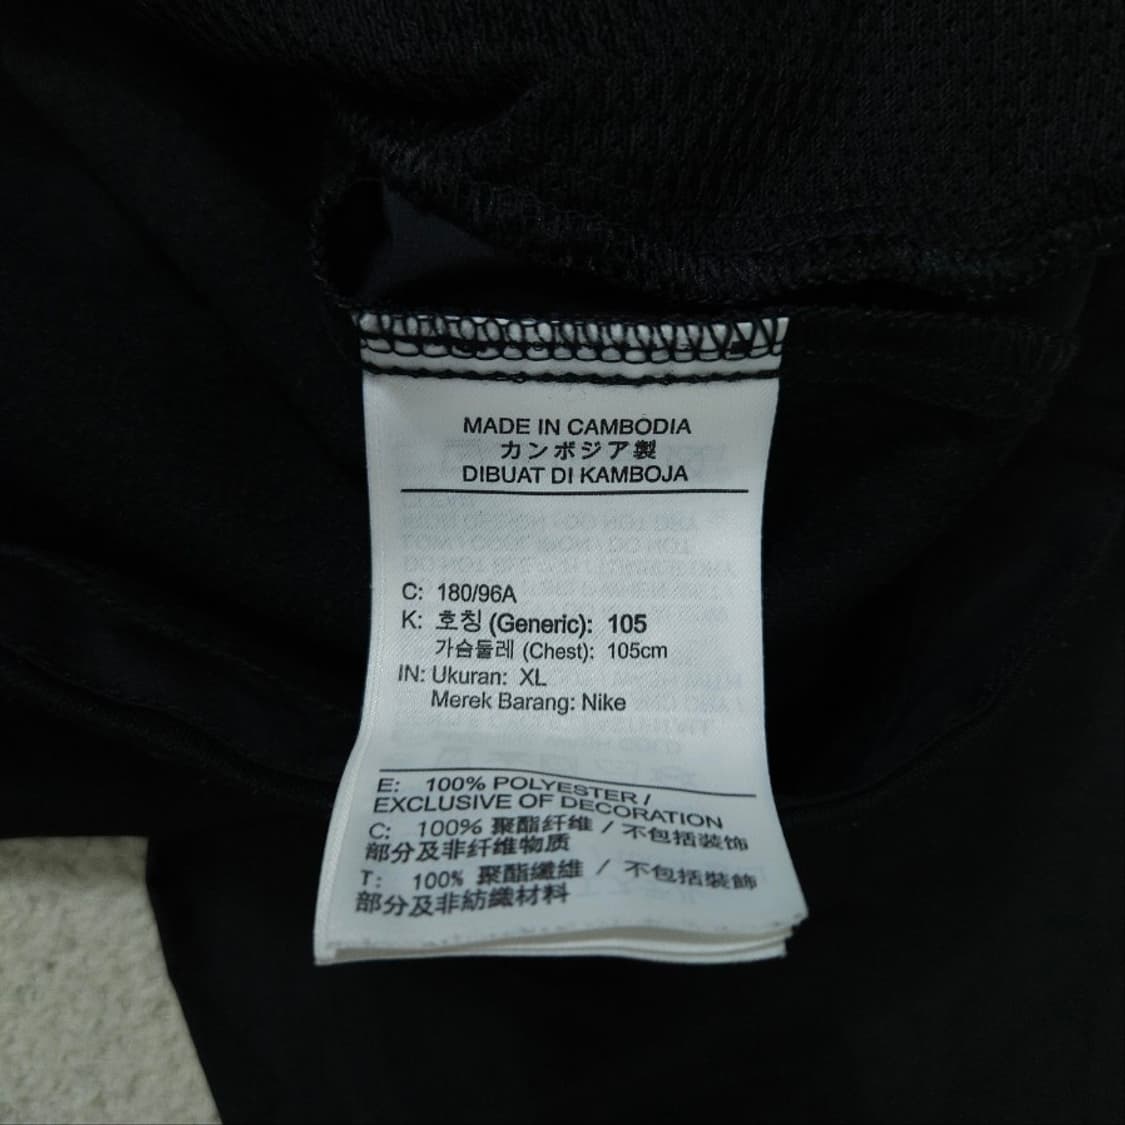 MADE IN CAMBODIA
カンボジア製
DIBUAT DI KAMBOJA
C: 180/96A
K: 호칭 (Generic): 105
가슴둘레 (Chest): 105cm
IN: Ukuran: XL
Merek Barang: Nike
E: 100% POLYESTER /
EXCLUSIVE OF DECORATION
C: 100% 聚酯纤维 / 不包括装饰
部分及非纤维物质
T: 100% 聚酯纖維 / 不包括裝飾
部分及非紡織材料